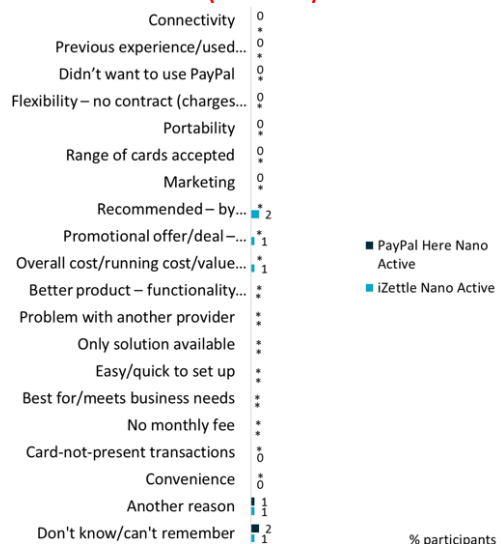 Connectivity 0
*
Previous experience/used... 0
*
Didn't want to use PayPal 0
*
Flexibility – no contract (charges... 0
*
Portability 0
*
Range of cards accepted 0
*
Marketing 0
*
Recommended – by... *
2
Promotional offer/deal –... *
1
Overall cost/running cost/value... *
1
Better product – functionality... *
*
Problem with another provider *
*
Only solution available *
*
Easy/quick to set up *
*
Best for/meets business needs *
*
No monthly fee *
*
Card-not-present transactions *
0
Convenience *
0
Another reason 1
1
Don't know/can't remember 2
1
PayPal Here Nano
Active
iZettle Nano Active
% participants